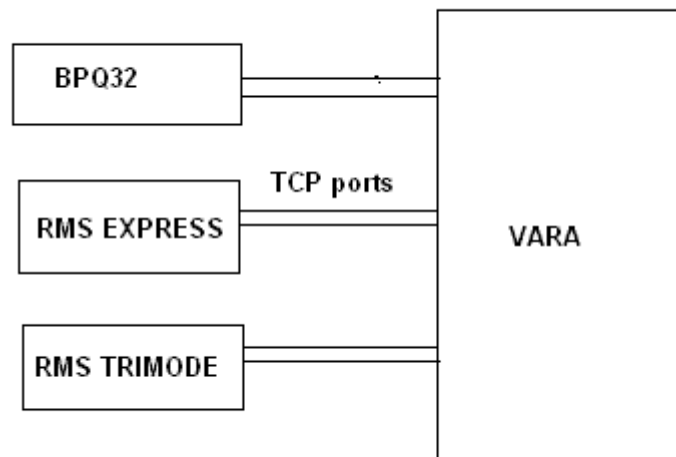 BPQ32
TCP ports
RMS EXPRESS
VARA
RMS TRIMODE